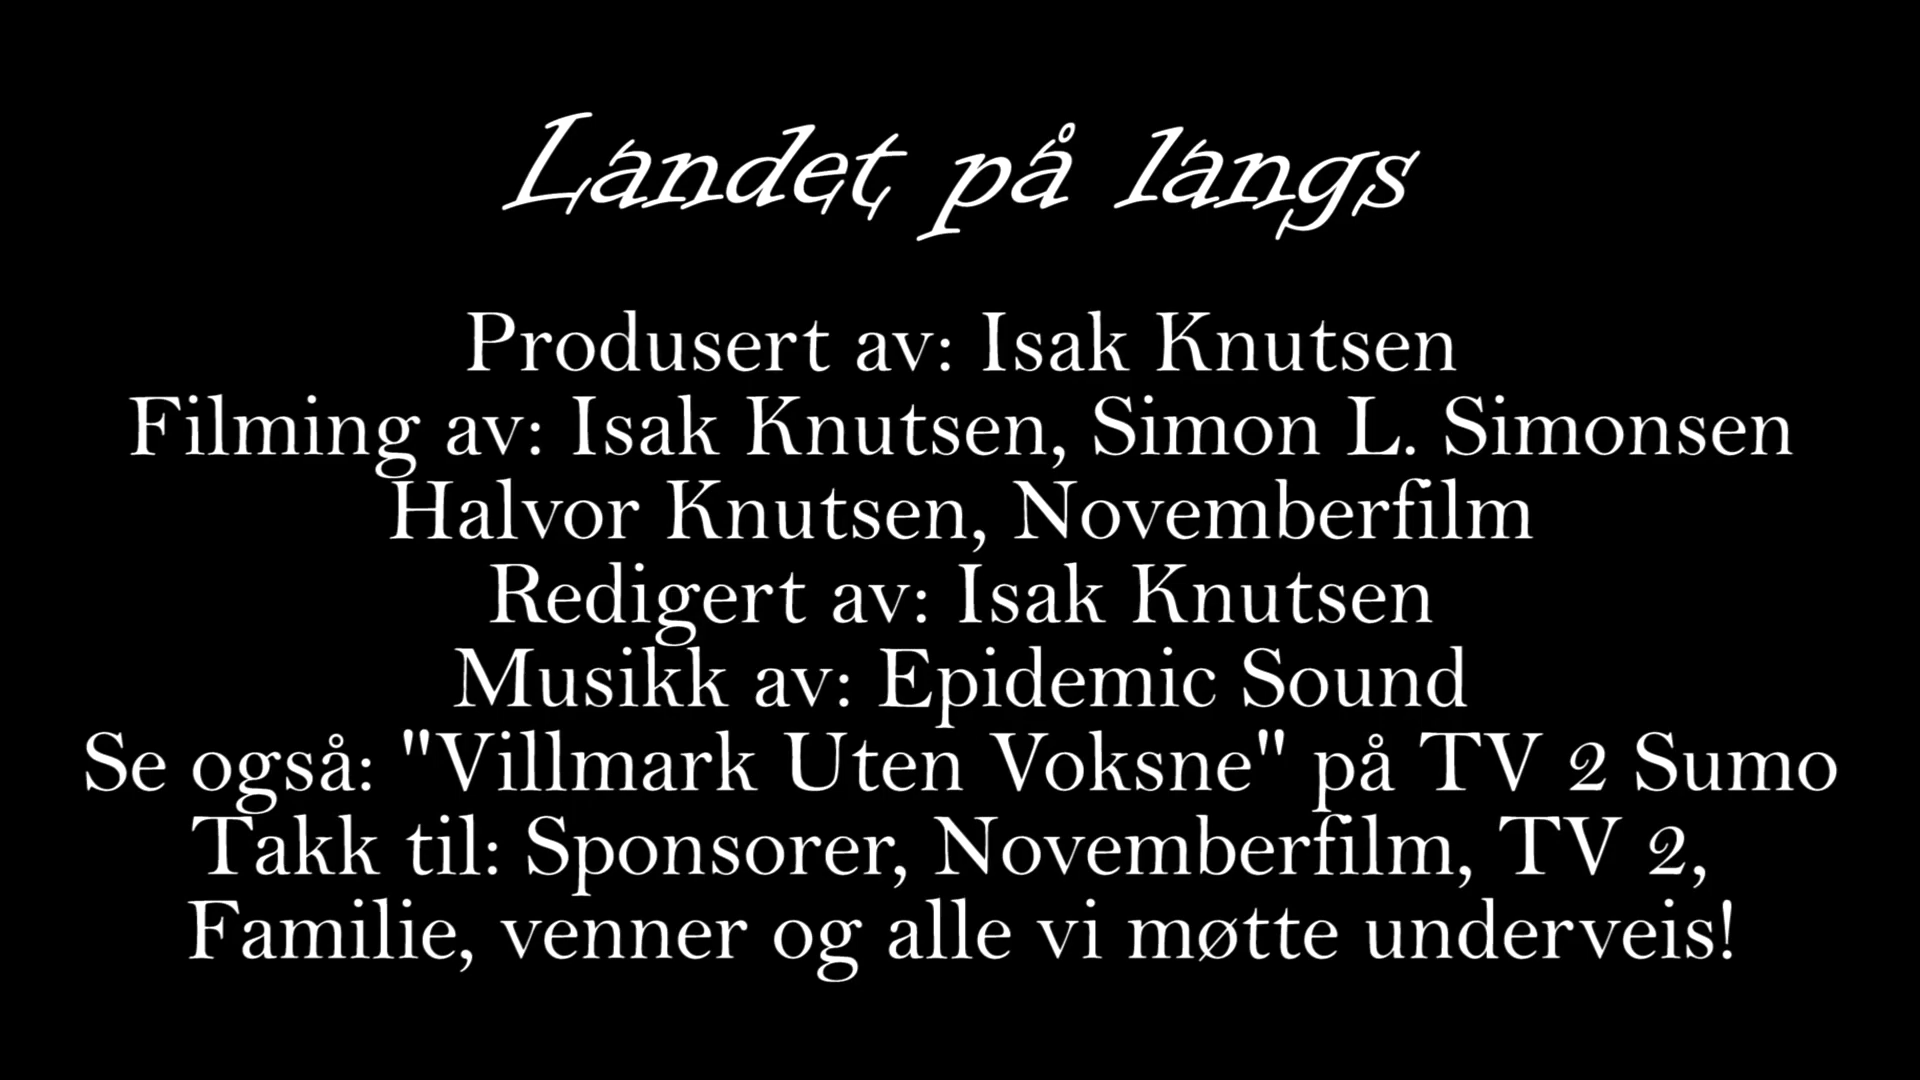 Landet på langs
Produsert av: Isak Knutsen
Filming av: Isak Knutsen, Simon L. Simonsen
Halvor Knutsen, Novemberfilm
Redigert av: Isak Knutsen
Musikk av: Epidemic Sound
Se også: "Villmark Uten Voksne" på TV 2 Sumo
Takk til: Sponsorer, Novemberfilm, TV 2,
Familie, venner og alle vi møtte underveis!